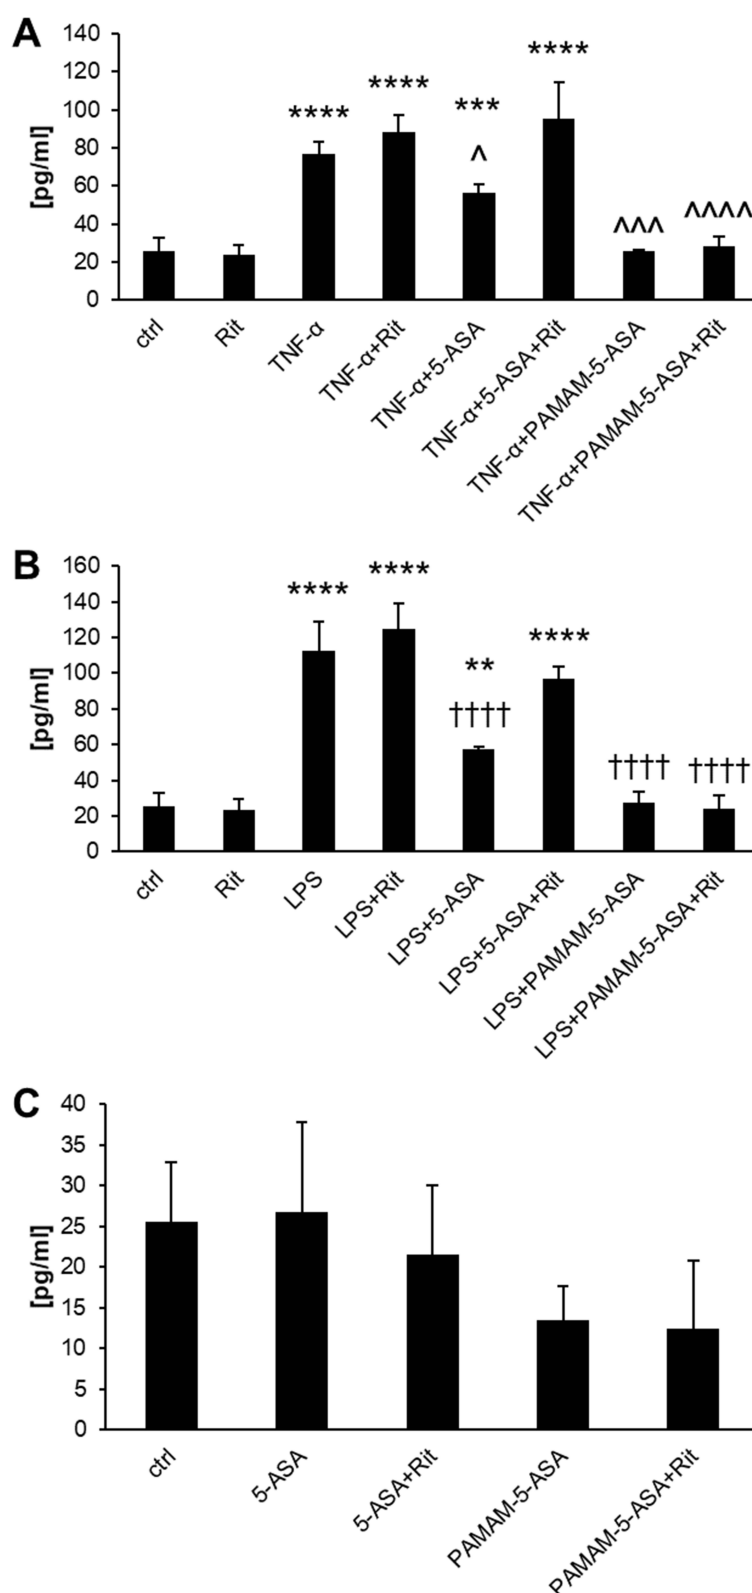 A
140
120
100
80
60
40
20
0
[pg/ml]
****
****
***
^
****
^^^
^^^^
ctrl
Rit
TNF-α
TNF-α+Rit
TNF-α+5-ASA
TNF-α+5-ASA+Rit
TNF-α+PAMAM-5-ASA
TNF-α+PAMAM-5-ASA+Rit
B
160
140
120
100
80
60
40
20
0
[pg/ml]
****
****
**
††††
****
††††
††††
ctrl
Rit
LPS
LPS+Rit
LPS+5-ASA
LPS+5-ASA+Rit
LPS+PAMAM-5-ASA
LPS+PAMAM-5-ASA+Rit
C
40
35
30
25
20
15
10
5
0
[pg/ml]
ctrl
5-ASA
5-ASA+Rit
PAMAM-5-ASA
PAMAM-5-ASA+Rit